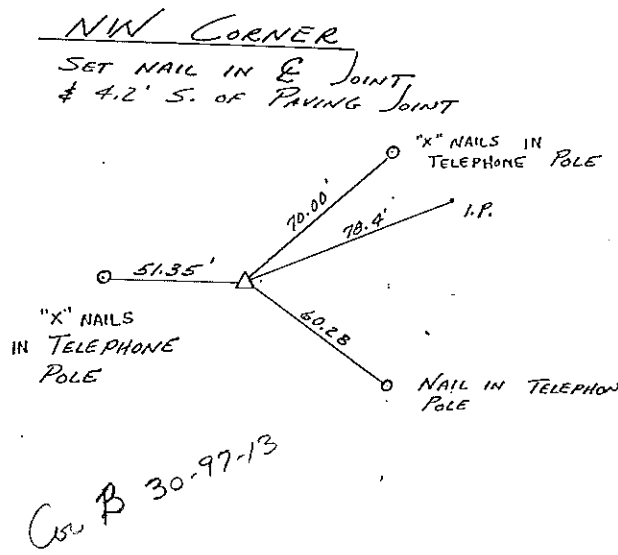 NW CORNER
SET NAIL IN ℄ JOINT
& 4.2' S. OF PAVING JOINT
"X" NAILS IN
TELEPHONE POLE
70.00'
78.4'
I.P.
51.35'
"X" NAILS
IN TELEPHONE
POLE
60.28
NAIL IN TELEPHON
POLE
B 30-97-13